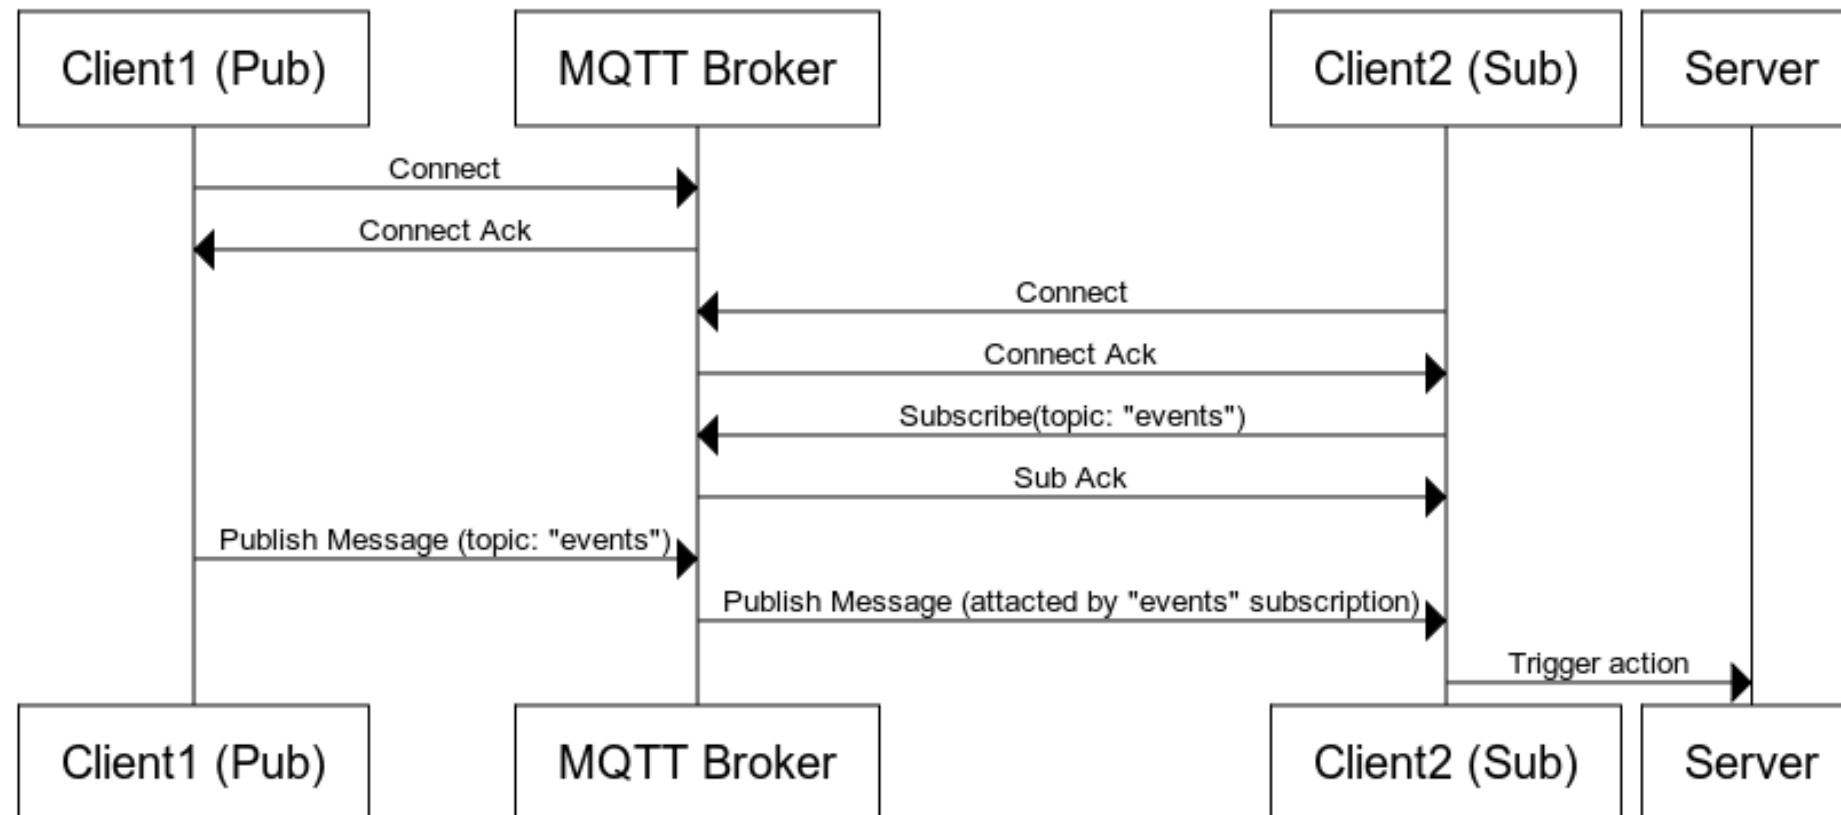 Client1 (Pub)
MQTT Broker
Client2 (Sub)
Server
Connect
Connect Ack
Connect
Connect Ack
Subscribe(topic: "events")
Sub Ack
Publish Message (topic: "events")
Publish Message (attacted by "events" subscription)
Trigger action
Client1 (Pub)
MQTT Broker
Client2 (Sub)
Server